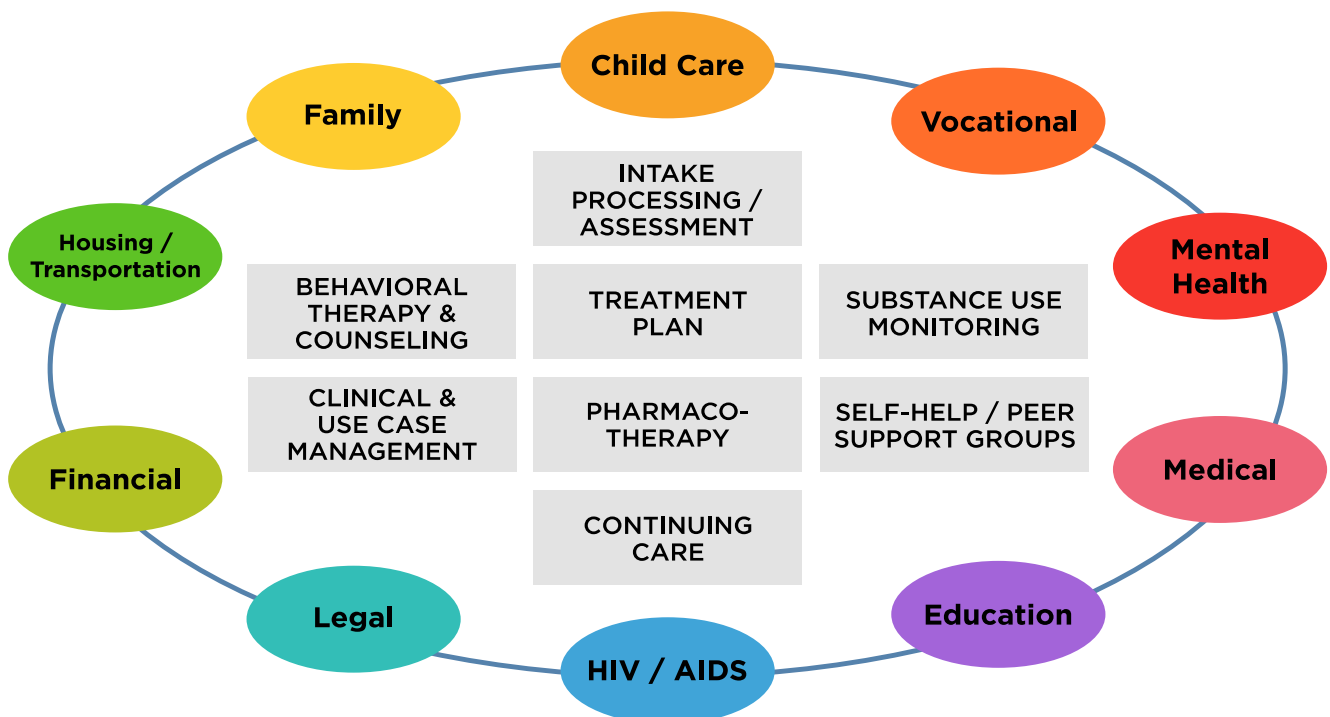 Child Care
Family
Vocational
INTAKE
PROCESSING /
ASSESSMENT
Housing /
Transportation
Mental
Health
BEHAVIORAL
THERAPY &
COUNSELING
TREATMENT
PLAN
SUBSTANCE USE
MONITORING
CLINICAL &
USE CASE
MANAGEMENT
PHARMACO-
THERAPY
SELF-HELP / PEER
SUPPORT GROUPS
Financial
Medical
CONTINUING
CARE
Legal
Education
HIV / AIDS